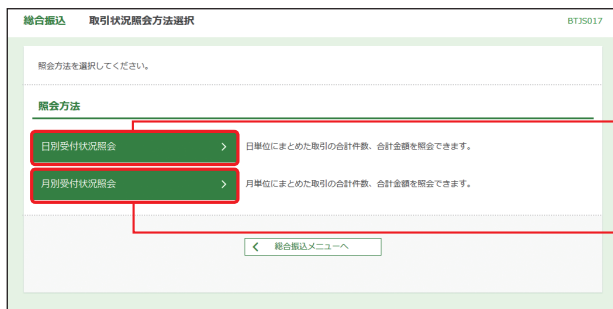 総合振込 取引状況照会方法選択 BTJS017
照会方法を選択してください。
照会方法
日別受付状況照会 日単位にまとめた取引の合計件数、合計金額を照会できます。
月別受付状況照会 月単位にまとめた取引の合計件数、合計金額を照会できます。
総合振込メニューへ